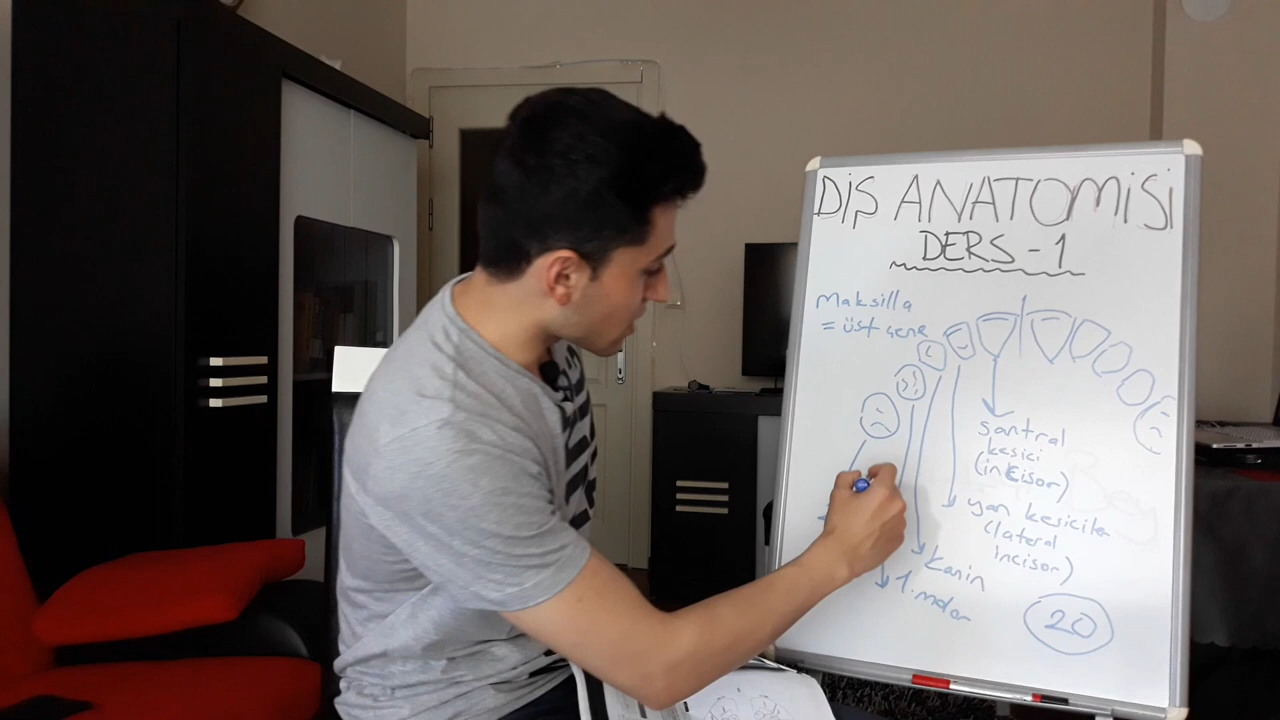 DİŞ ANATOMİSİ
DERS - 1
Maksilla
= üst çene
santral
kesici
(incisor)
yan kesiciler
(lateral
incisor)
kanin
1. molar
20